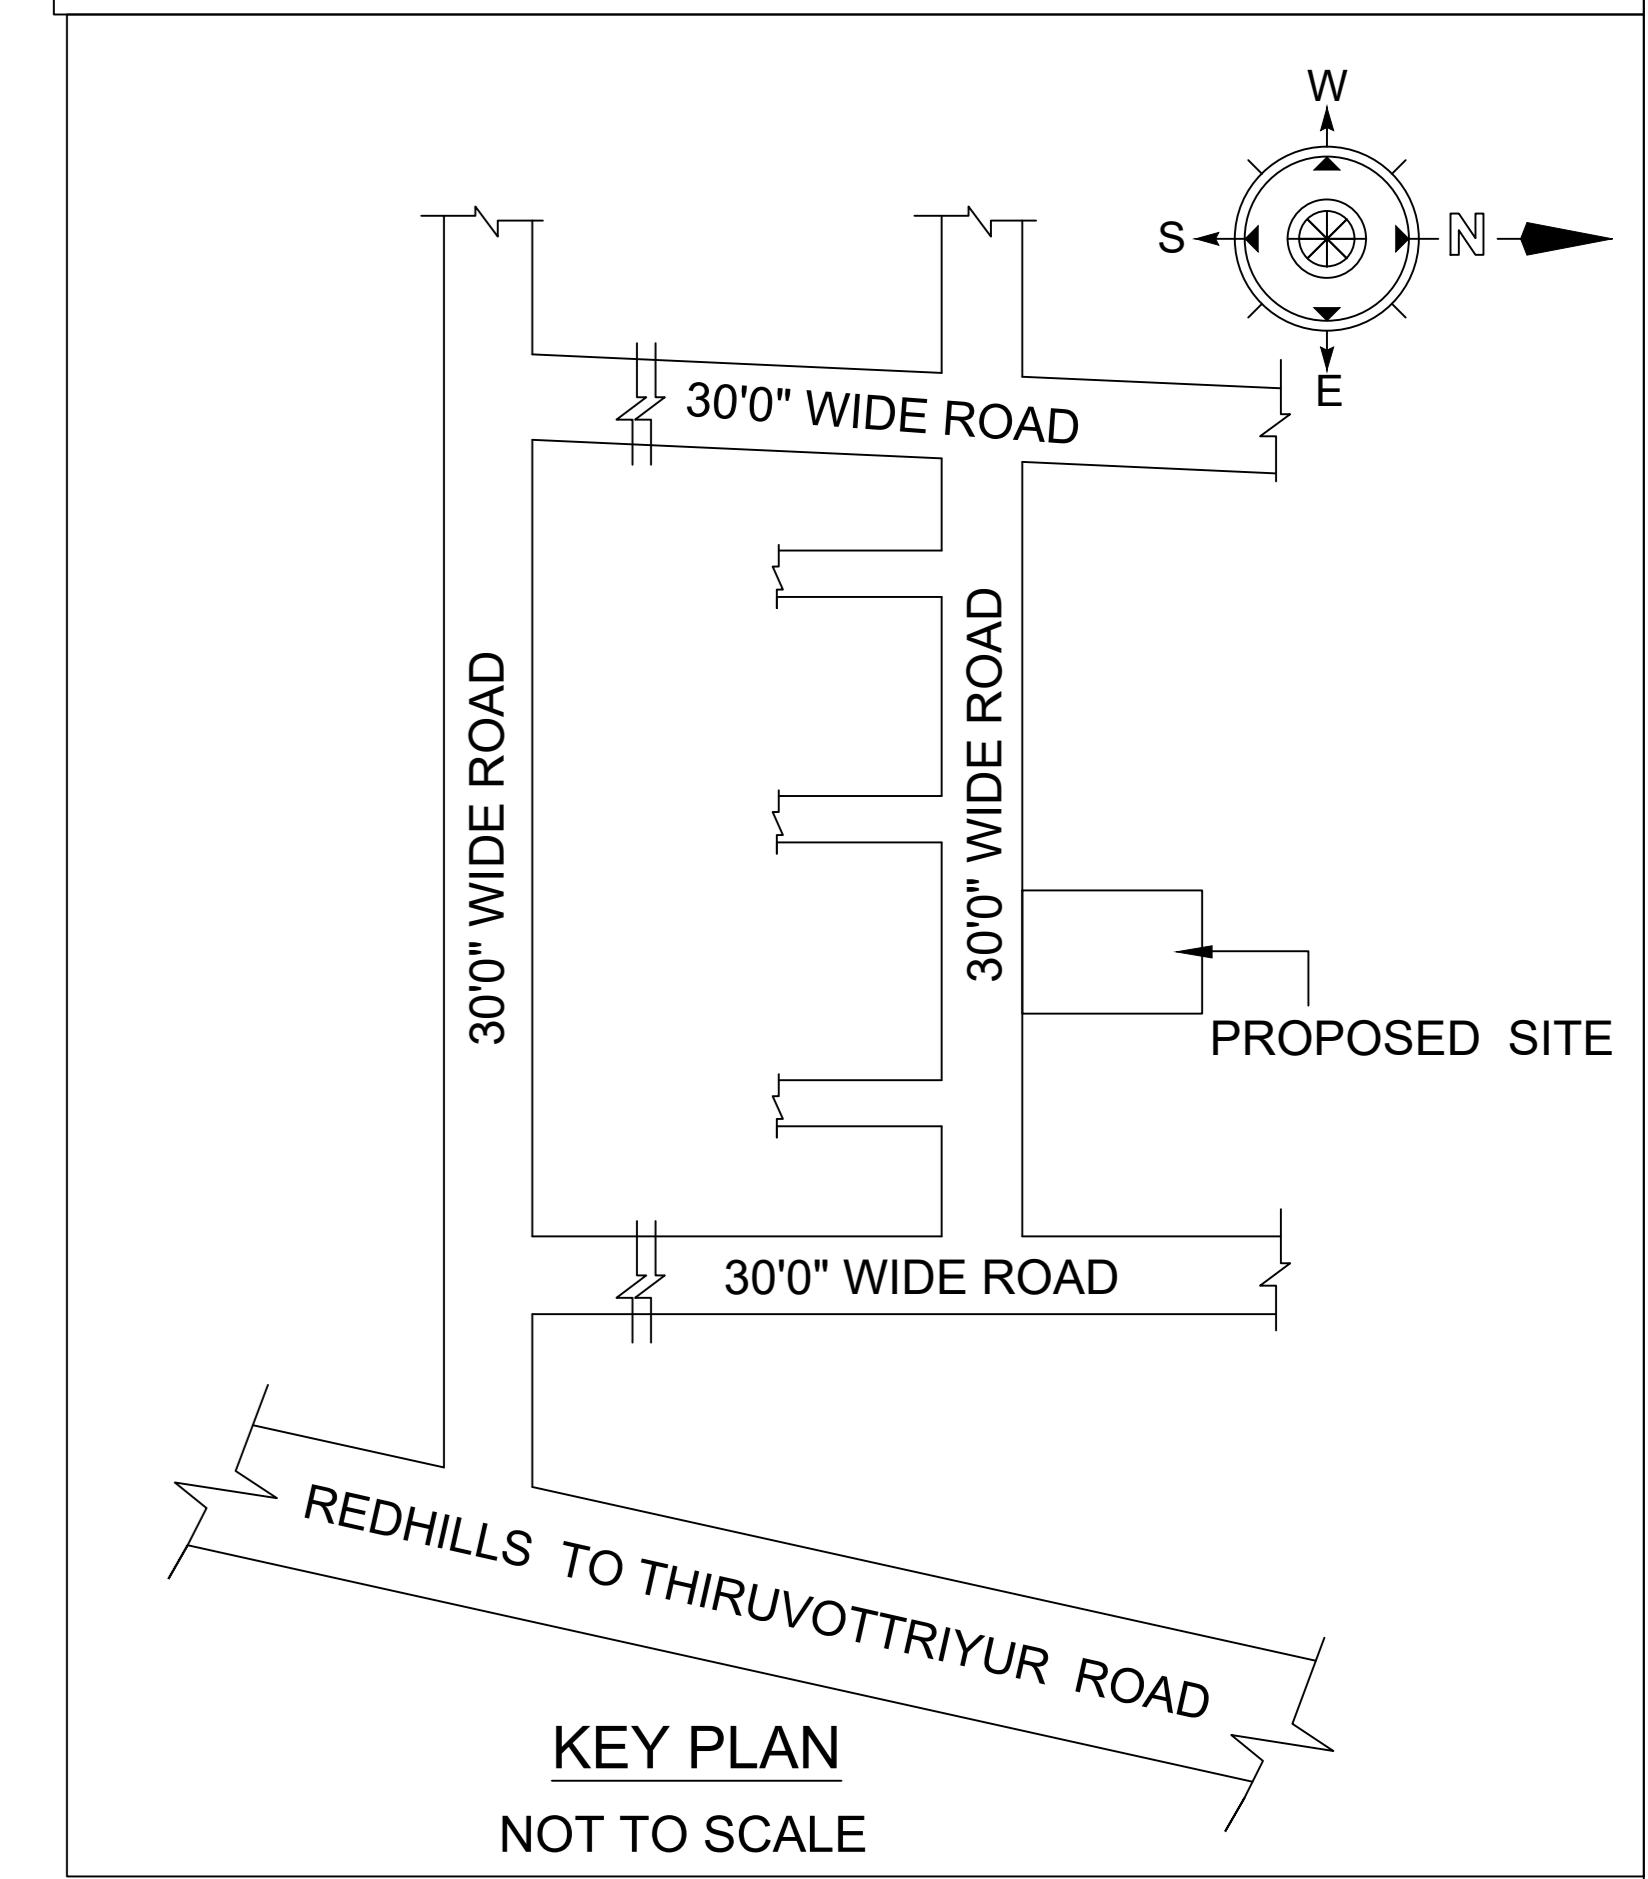 W
S
N
E
30'0" WIDE ROAD
30'0" WIDE ROAD
30'0" WIDE ROAD
PROPOSED SITE
30'0" WIDE ROAD
REDHILLS TO THIRUVOTTRIYUR ROAD
KEY PLAN
NOT TO SCALE